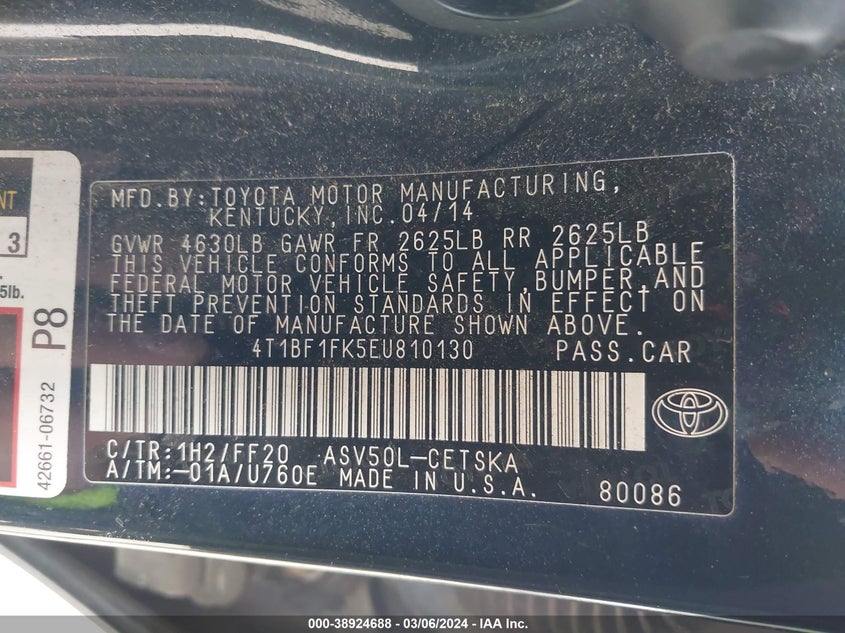 MFD.BY:TOYOTA MOTOR MANUFACTURING,
KENTUCKY,INC.04/14
GVWR 4630LB GAWR FR 2625LB RR 2625LB
THIS VEHICLE CONFORMS TO ALL APPLICABLE
FEDERAL MOTOR VEHICLE SAFETY,BUMPER,AND
THEFT PREVENTION STANDARDS IN EFFECT ON
THE DATE OF MANUFACTURE SHOWN ABOVE.
4T1BF1FK5EU810130 PASS.CAR
C/TR:1H2/FF20 ASV50L-CETSKA
A/TM:-01A/U760E MADE IN U.S.A. 80086
3
5lb.
P8
42661-06732
000-38924688 - 03/06/2024 - IAA Inc.